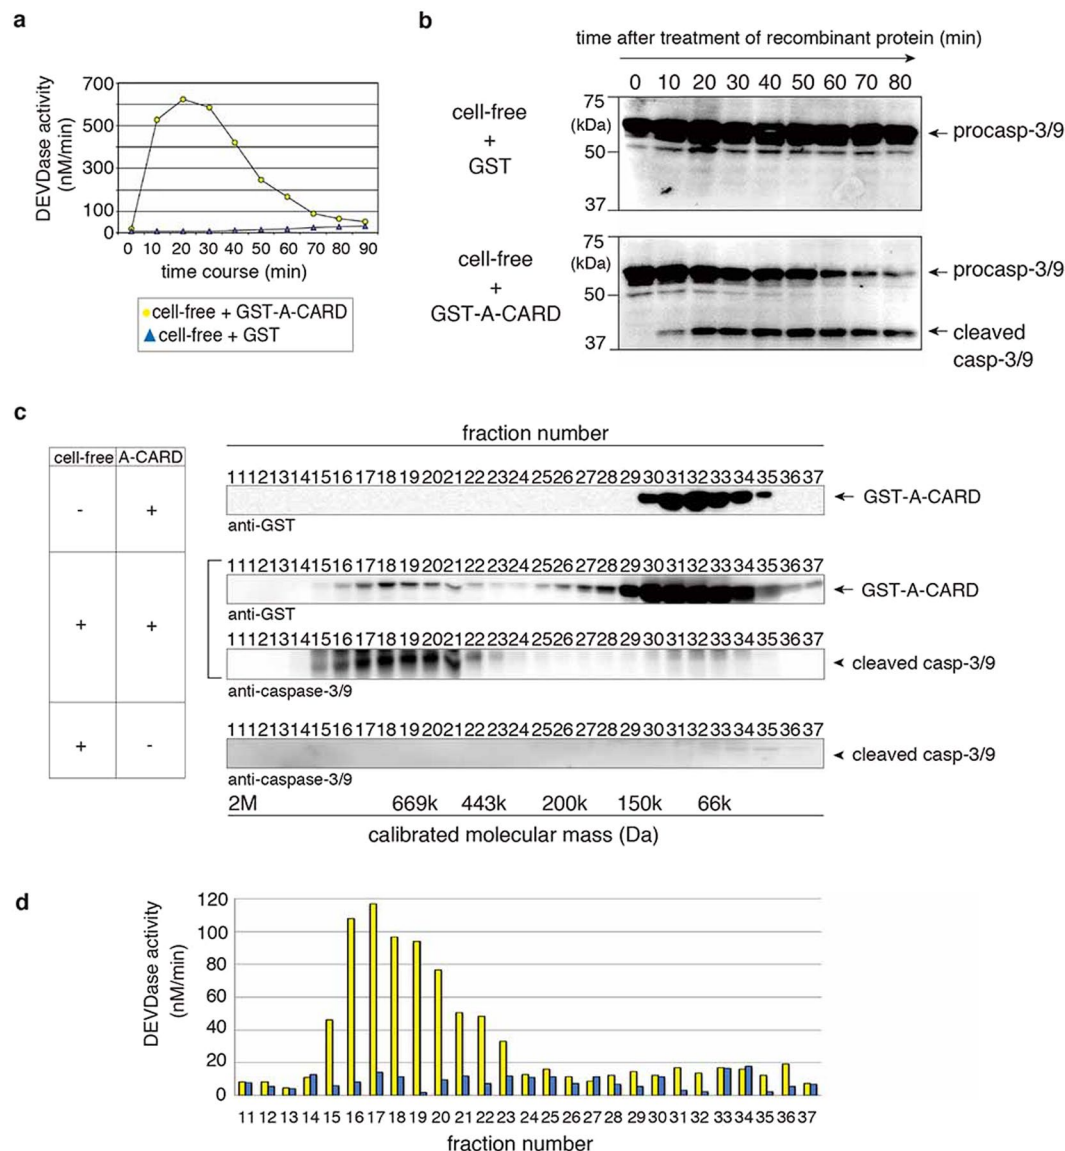 a
700
500
300
100
0
DEVDase activity
(nM/min)
0 10 20 30 40 50 60 70 80 90
time course (min)
cell-free + GST-A-CARD
cell-free + GST
b
time after treatment of recombinant protein (min)
0 10 20 30 40 50 60 70 80
cell-free
+
GST
75
(kDa)
50
37
procasp-3/9
cell-free
+
GST-A-CARD
75
(kDa)
50
37
procasp-3/9
cleaved
casp-3/9
c
fraction number
cell-free A-CARD
- +
+ +
+ -
11 12 13 14 15 16 17 18 19 20 21 22 23 24 25 26 27 28 29 30 31 32 33 34 35 36 37
GST-A-CARD
anti-GST
11 12 13 14 15 16 17 18 19 20 21 22 23 24 25 26 27 28 29 30 31 32 33 34 35 36 37
GST-A-CARD
anti-GST
11 12 13 14 15 16 17 18 19 20 21 22 23 24 25 26 27 28 29 30 31 32 33 34 35 36 37
cleaved casp-3/9
anti-caspase-3/9
11 12 13 14 15 16 17 18 19 20 21 22 23 24 25 26 27 28 29 30 31 32 33 34 35 36 37
cleaved casp-3/9
anti-caspase-3/9
2M 669k 443k 200k 150k 66k
calibrated molecular mass (Da)
d
120
100
80
60
40
20
0
DEVDase activity
(nM/min)
11 12 13 14 15 16 17 18 19 20 21 22 23 24 25 26 27 28 29 30 31 32 33 34 35 36 37
fraction number